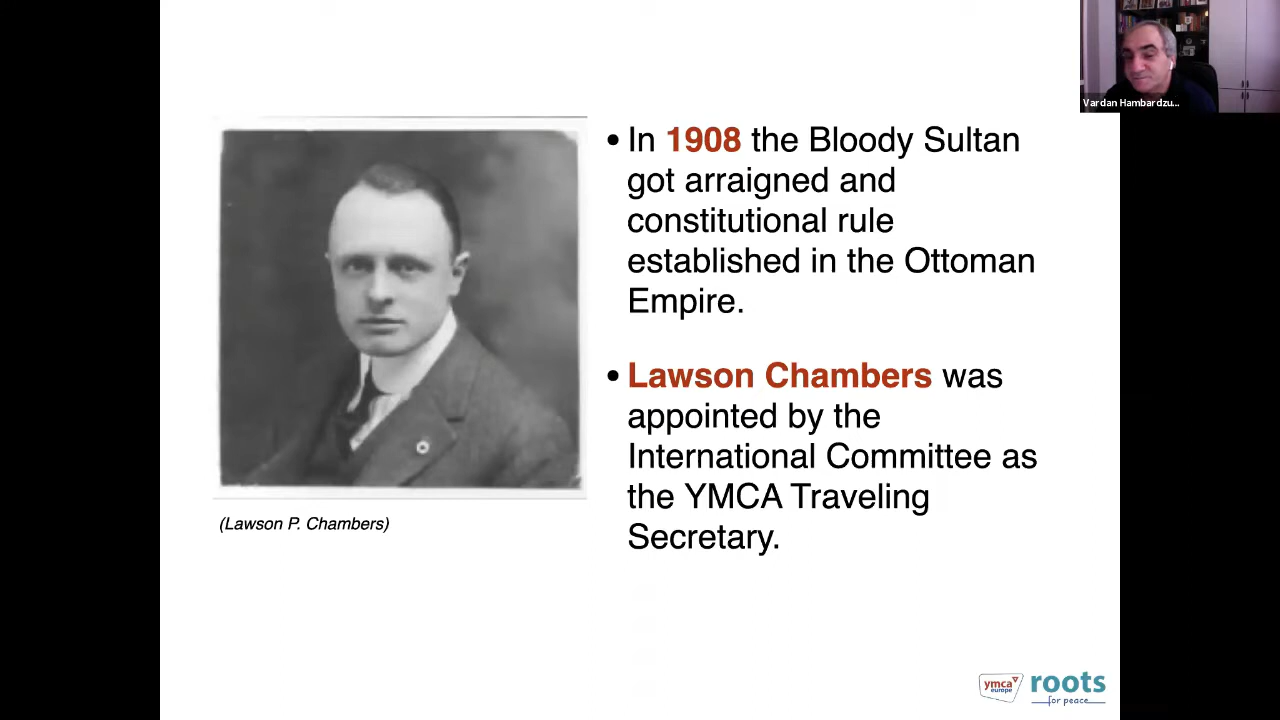 Vardan Hambardzu...
• In 1908 the Bloody Sultan
got arraigned and
constitutional rule
established in the Ottoman
Empire.
• Lawson Chambers was
appointed by the
International Committee as
the YMCA Traveling
Secretary.
(Lawson P. Chambers)
ymca
europe
roots
for peace